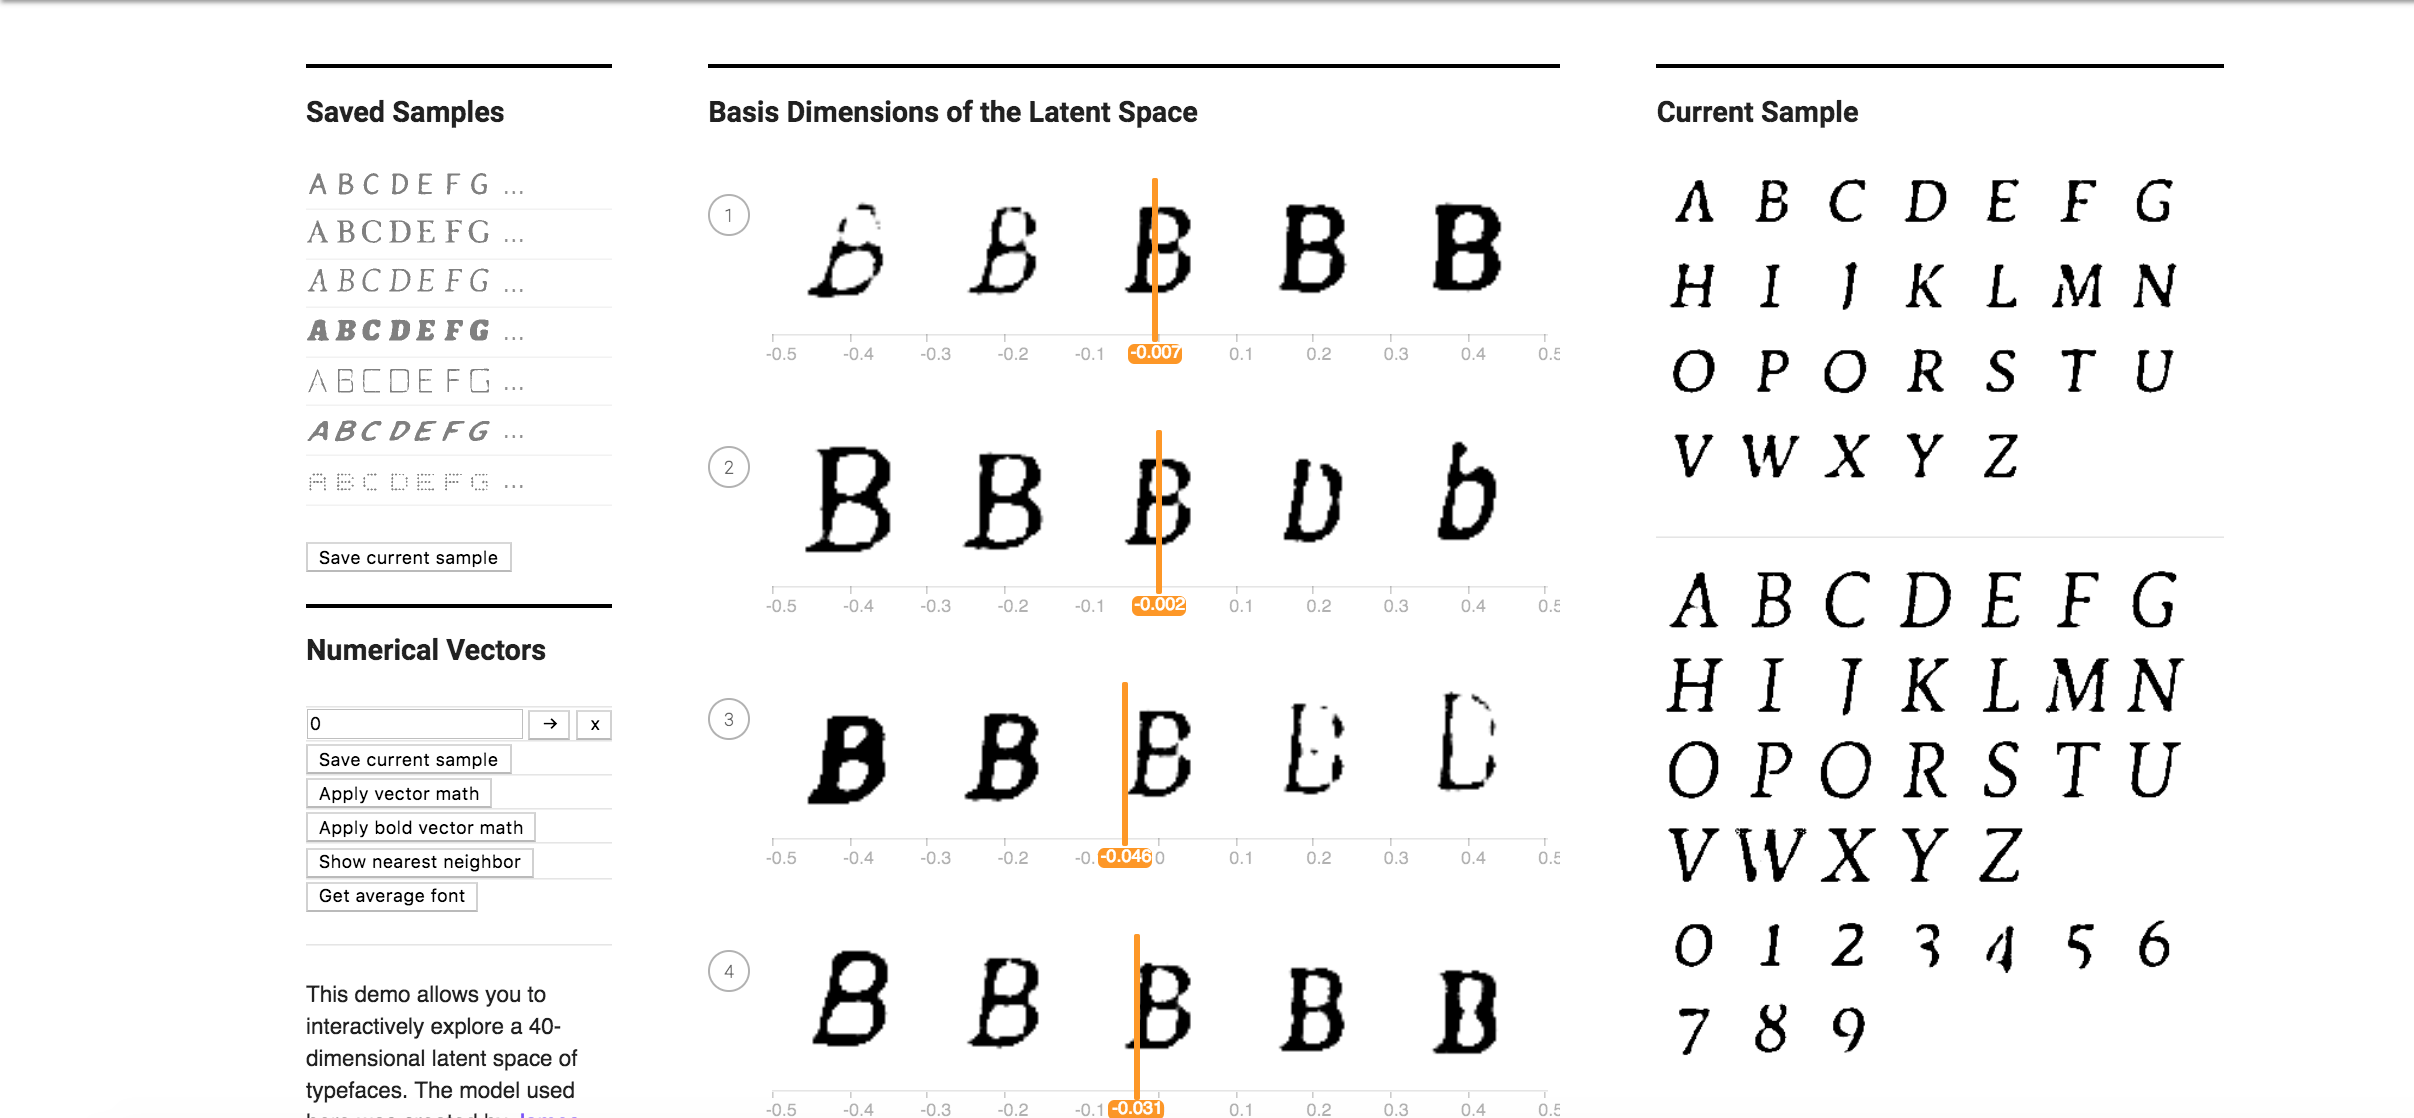 Saved Samples
A B C D E F G ...
A B C D E F G ...
A B C D E F G ...
A B C D E F G ...
A B C D E F G ...
A B C D E F G ...
A B C D E F G ...
Save current sample
Numerical Vectors
0 → x
Save current sample
Apply vector math
Apply bold vector math
Show nearest neighbor
Get average font
This demo allows you to
interactively explore a 40-
dimensional latent space of
typefaces. The model used
Basis Dimensions of the Latent Space
1
B B B B B
-0.5 -0.4 -0.3 -0.2 -0.1 -0.007 0.1 0.2 0.3 0.4 0.5
2
B B B D b
-0.5 -0.4 -0.3 -0.2 -0.1 -0.002 0.1 0.2 0.3 0.4 0.5
3
B B B
-0.5 -0.4 -0.3 -0.2 -0. -0.046 0 0.1 0.2 0.3 0.4 0.5
4
B B B B B
-0.5 -0.4 -0.3 -0.2 -0.1 -0.031 0.1 0.2 0.3 0.4 0.5
Current Sample
A B C D E F G
H I J K L M N
O P O R S T U
V W X Y Z
A B C D E F G
H I J K L M N
O P O R S T U
V W X Y Z
0 1 2 3 4 5 6
7 8 9